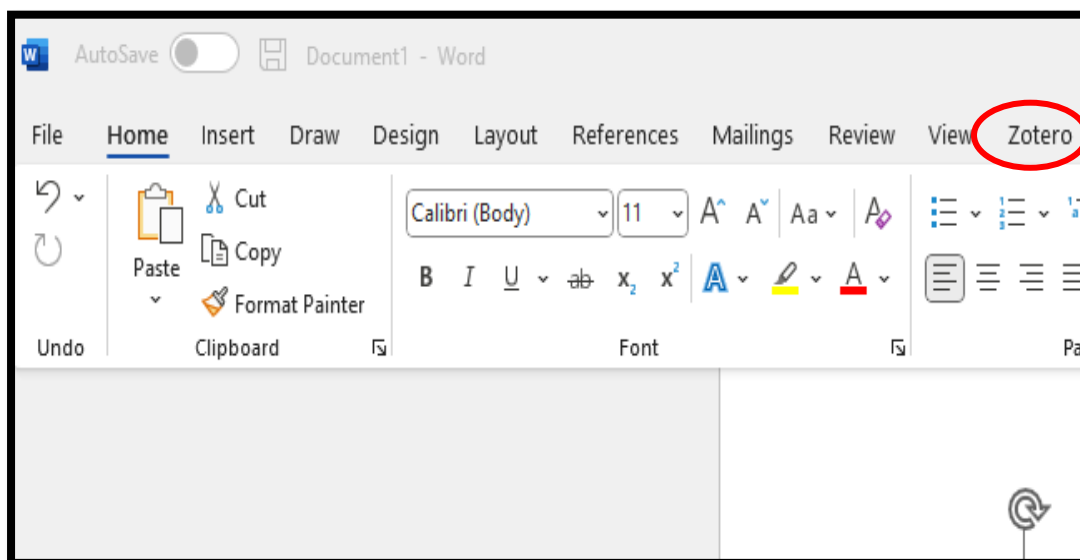 W AutoSave Document1 - Word
File Home Insert Draw Design Layout References Mailings Review View Zotero
Cut
Calibri (Body) 11 A A Aa A
Copy
Paste
B I U ab x2 x2 A A
Format Painter
Undo Clipboard Font Pa